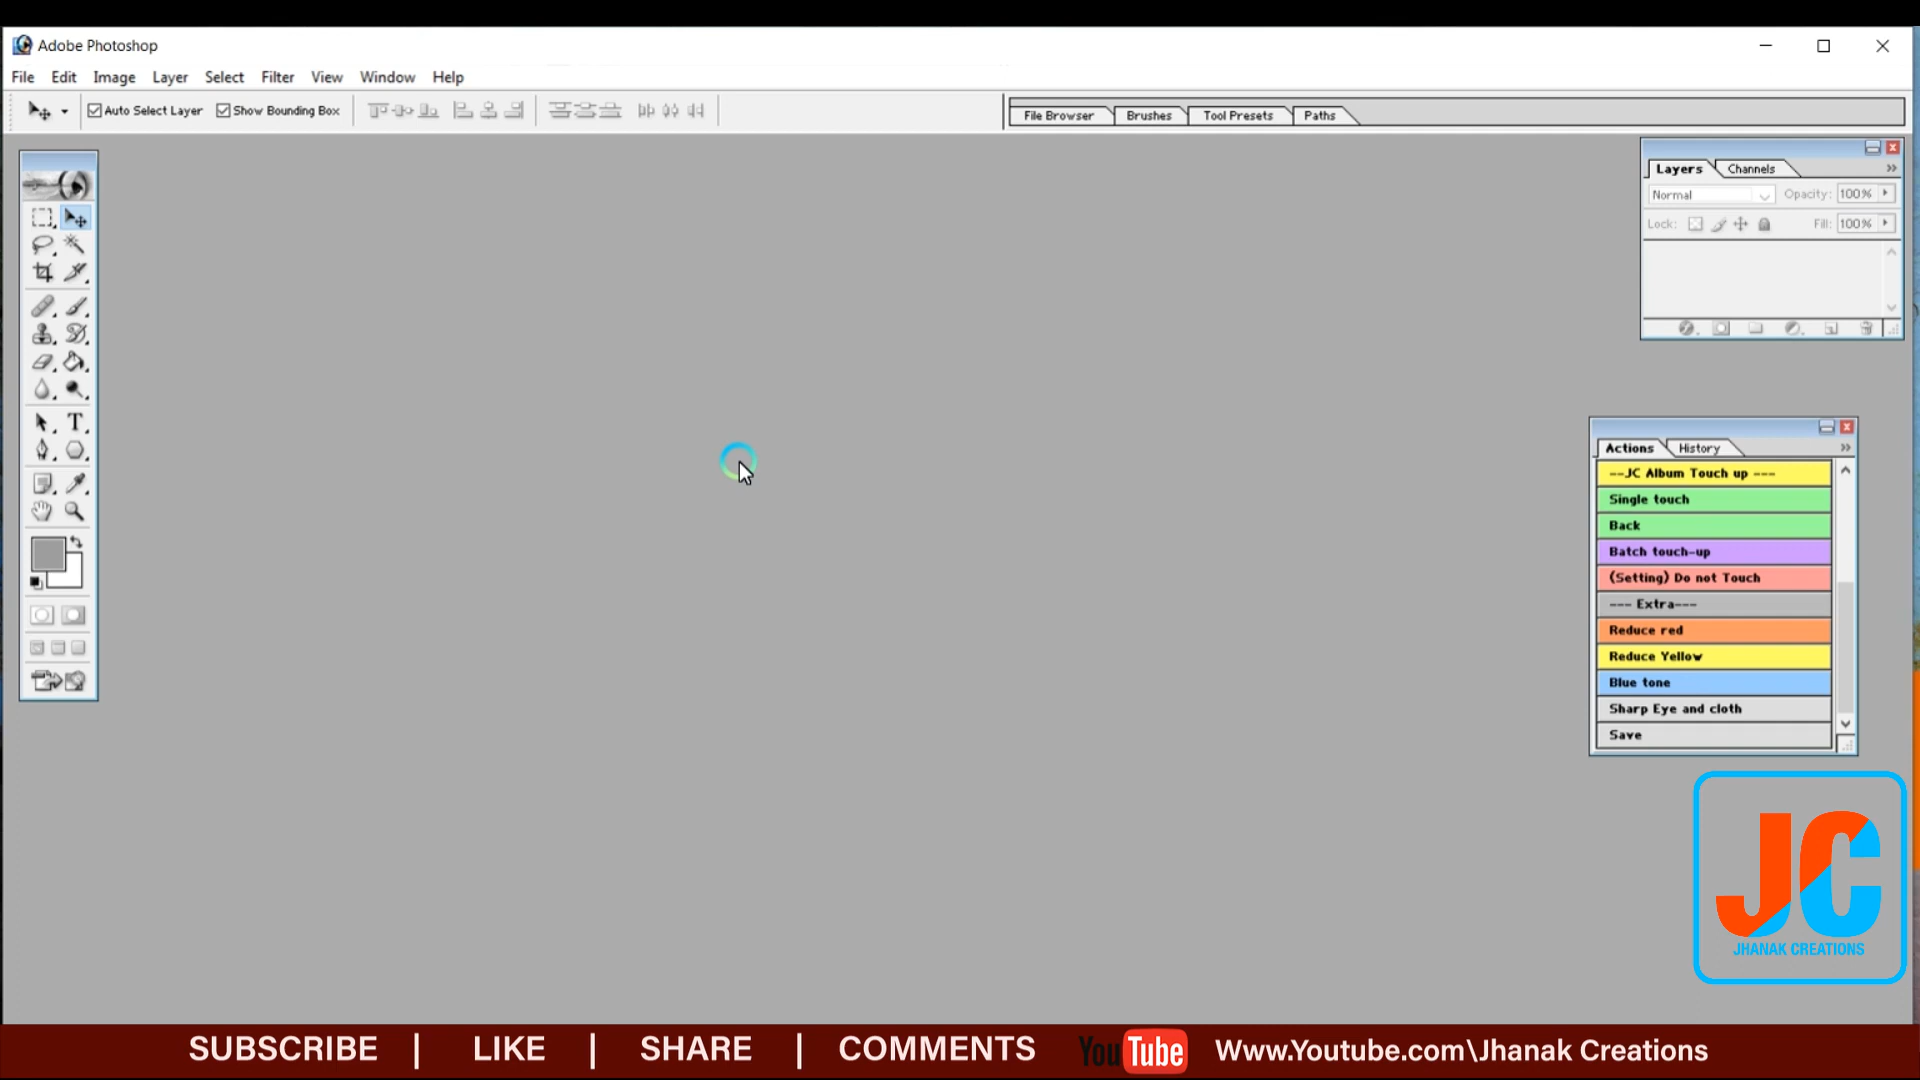 Adobe Photoshop
File Edit Image Layer Select Filter View Window Help
Auto Select Layer Show Bounding Box File Browser Brushes Tool Presets Paths
Layers Channels
Normal Opacity: 100%
Lock: Fill: 100%
Actions History
---JC Album Touch up ---
Single touch
Back
Batch touch-up
(Setting) Do not Touch
--- Extra---
Reduce red
Reduce Yellow
Blue tone
Sharp Eye and cloth
Save
JC
JHANAK CREATIONS
SUBSCRIBE | LIKE | SHARE | COMMENTS YouTube Www.Youtube.com\Jhanak Creations